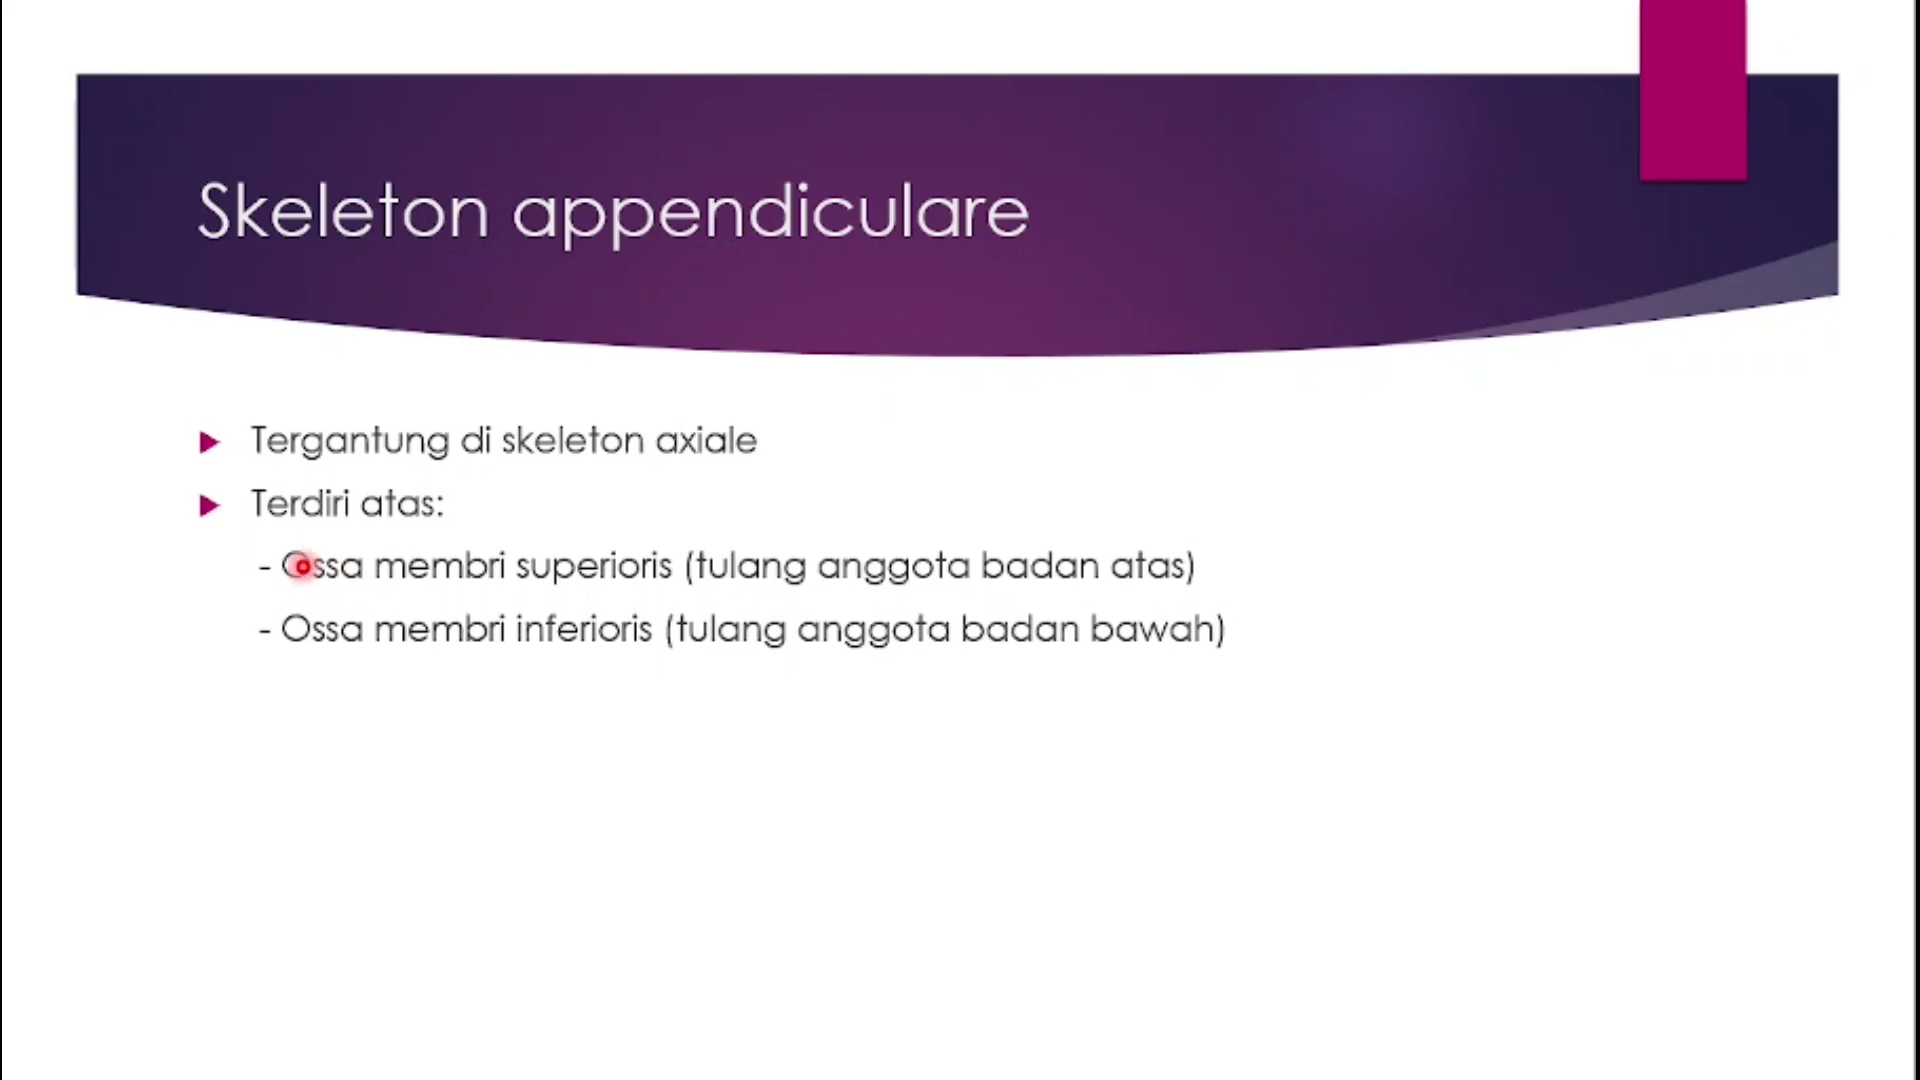 Skeleton appendiculare
Tergantung di skeleton axiale
Terdiri atas:
- Ossa membri superioris (tulang anggota badan atas)
- Ossa membri inferioris (tulang anggota badan bawah)